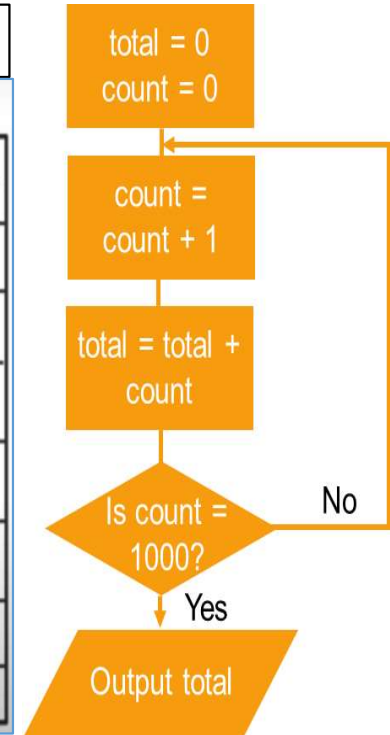 total = 0
count = 0
count =
count + 1
total = total +
count
Is count =
1000?
No
Yes
Output total